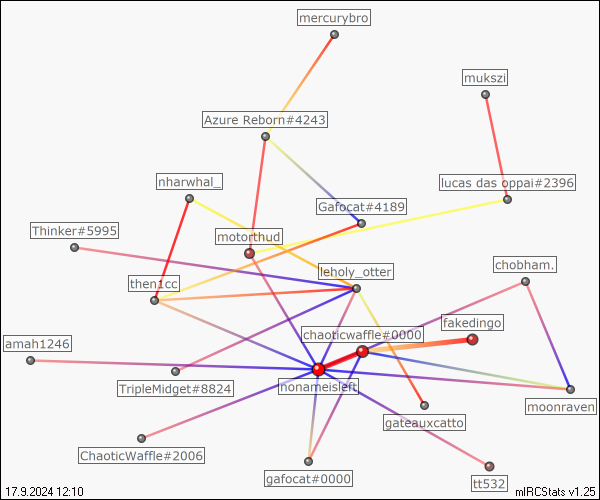 mercurybro
mukszi
Azure Reborn#4243
nharwhal_
lucas das oppai#2396
Gafocat#4189
Thinker#5995
motorthud
leholy_otter
chobham.
then1cc
chaoticwaffle#0000
fakedingo
amah1246
TripleMidget#8824
nonameisleft
moonraven
gateauxcatto
ChaoticWaffle#2006
gafocat#0000
tt532
17.9.2024 12:10
mIRCStats v1.25